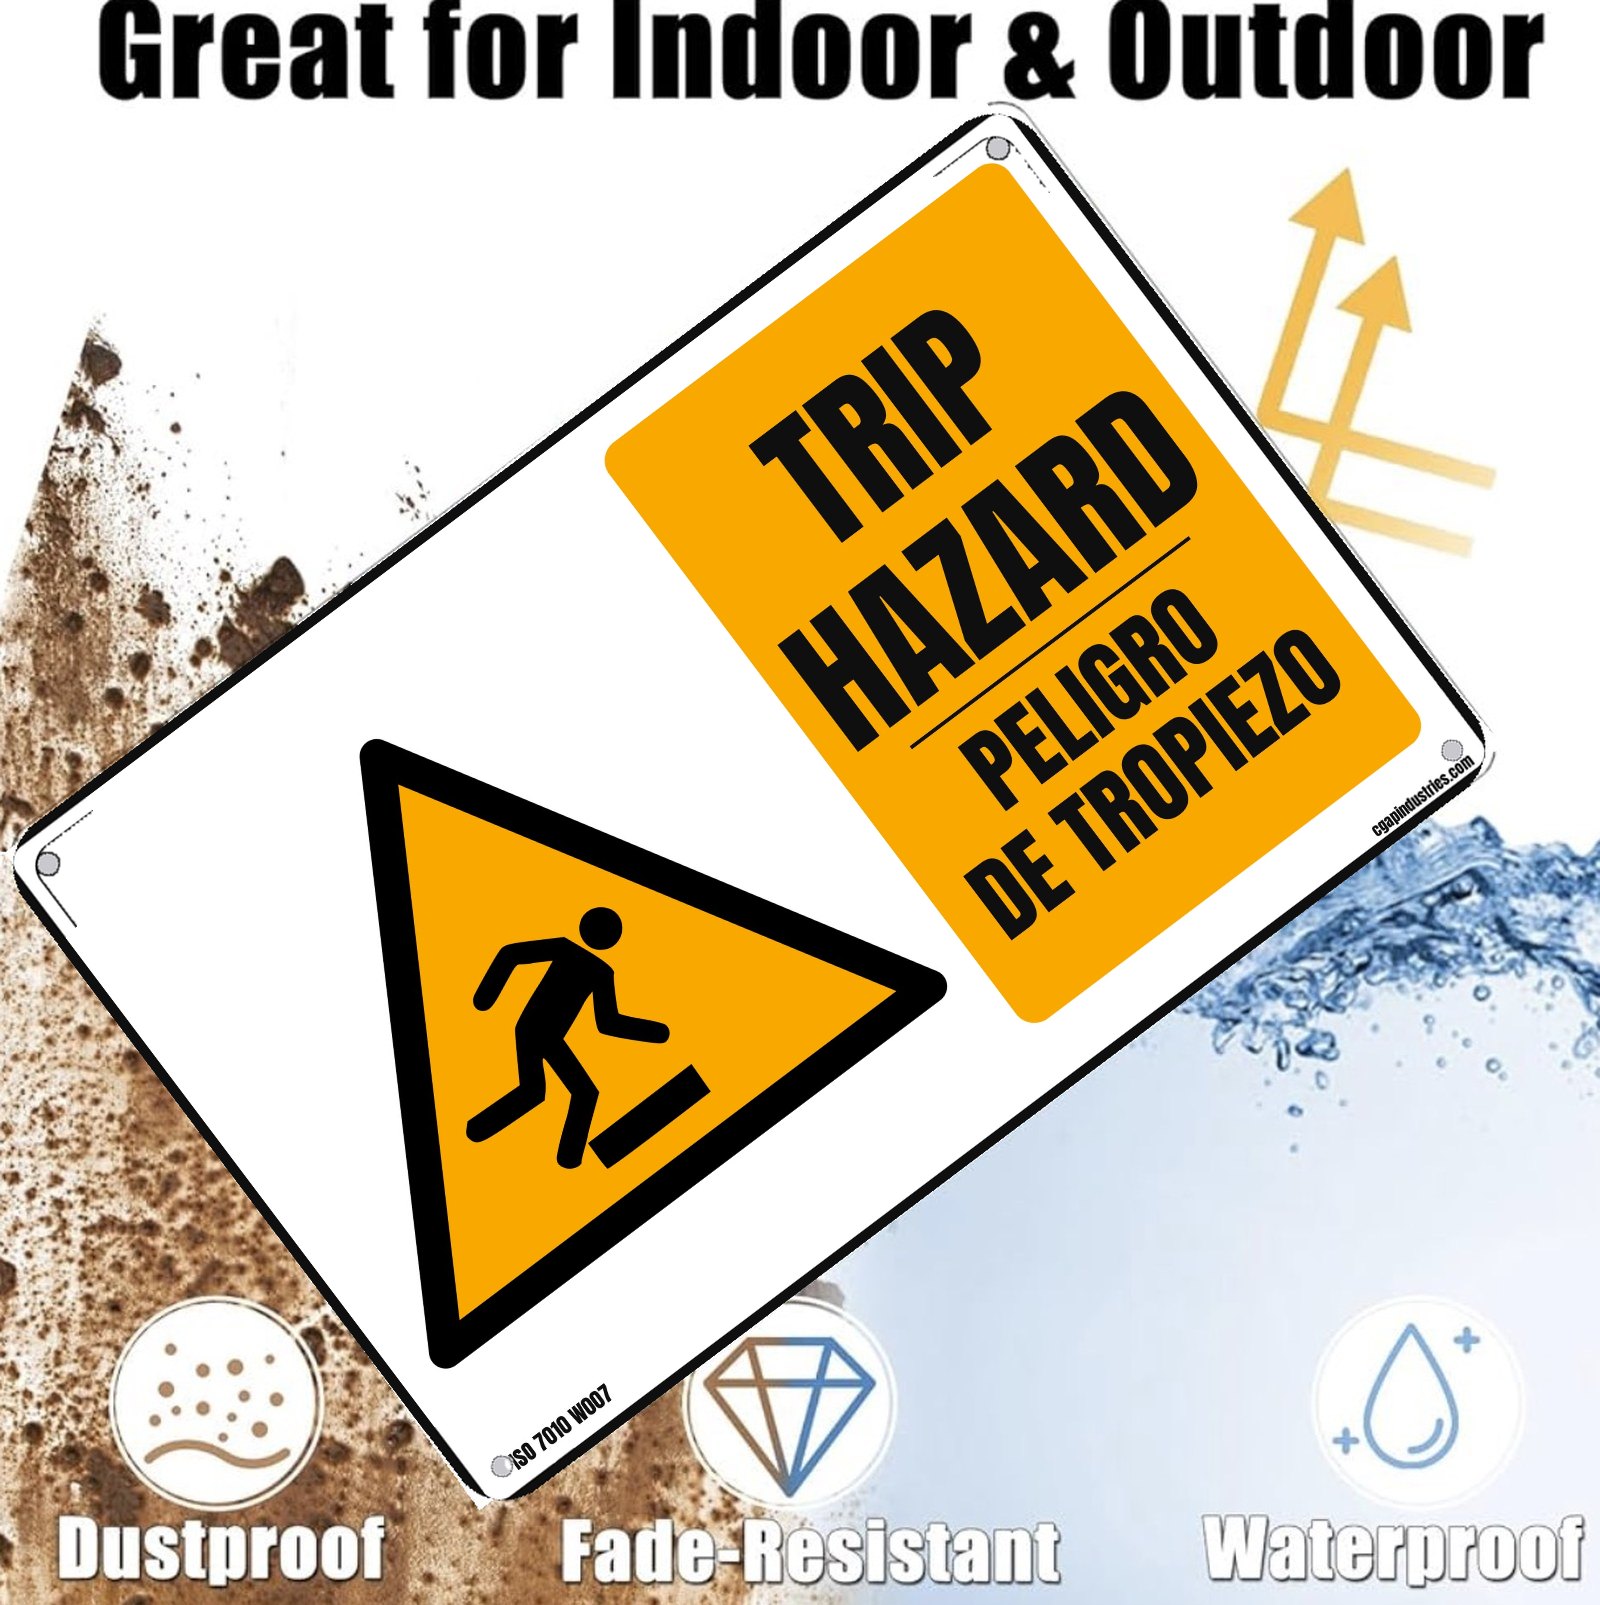 Great for Indoor & Outdoor
TRIP
HAZARD
PELIGRO
DE TROPIEZO
cgapindustries.com
ISO 7010 W007
Dustproof
Fade-Resistant
Waterproof